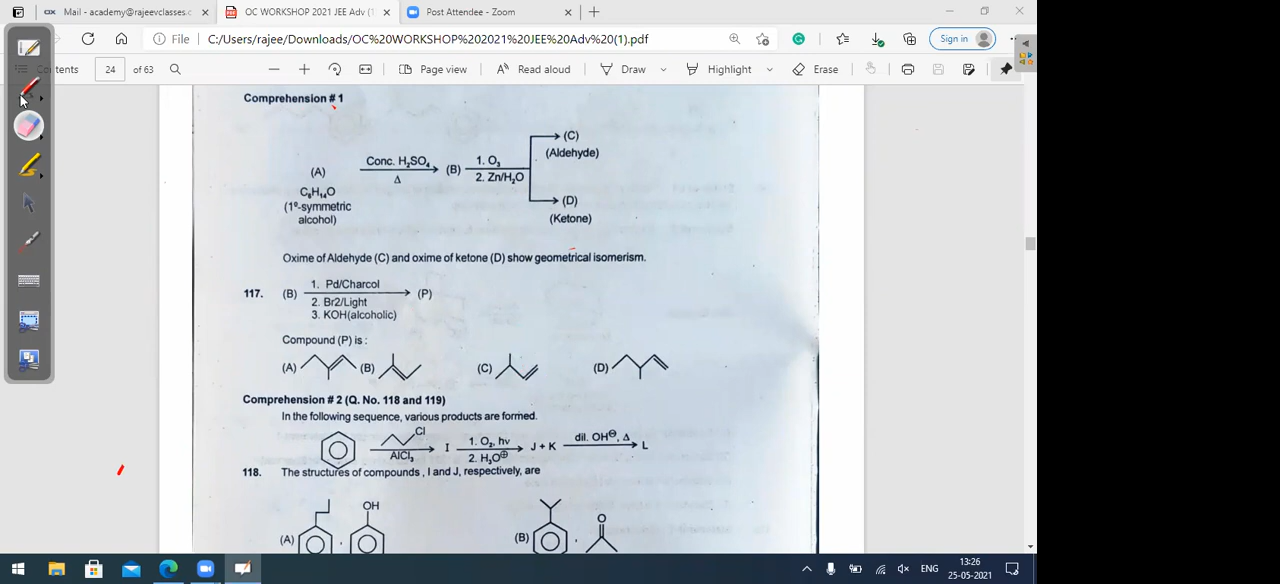 Mail - academy@rajeevclasses.c
OC WORKSHOP 2021 JEE Adv (1
Post Attendee - Zoom
File
C:/Users/rajee/Downloads/OC%20WORKSHOP%202021%20JEE%20Adv%20(1).pdf
Sign in
Contents
24 of 63
Page view
Read aloud
Draw
Highlight
Erase
Comprehension # 1
(A)
C₆H₁₄O
(1⁰-symmetric
alcohol)
Conc. H₂SO₄
Δ
(B)
1. O₃
2. Zn/H₂O
(C)
(Aldehyde)
(D)
(Ketone)
Oxime of Aldehyde (C) and oxime of ketone (D) show geometrical isomerism.
117. (B) 1. Pd/Charcol
2. Br2/Light
3. KOH(alcoholic)
(P)
Compound (P) is :
(A) (B) (C) (D)
Comprehension # 2 (Q. No. 118 and 119)
In the following sequence, various products are formed.
Cl
AlCl₃
I
1. O₂, hν
2. H₃O⊕
J + K
dil. OH⊖, Δ
L
118. The structures of compounds , I and J, respectively, are
OH
O
(A) , (B) ,
ENG
13:26
25-05-2021